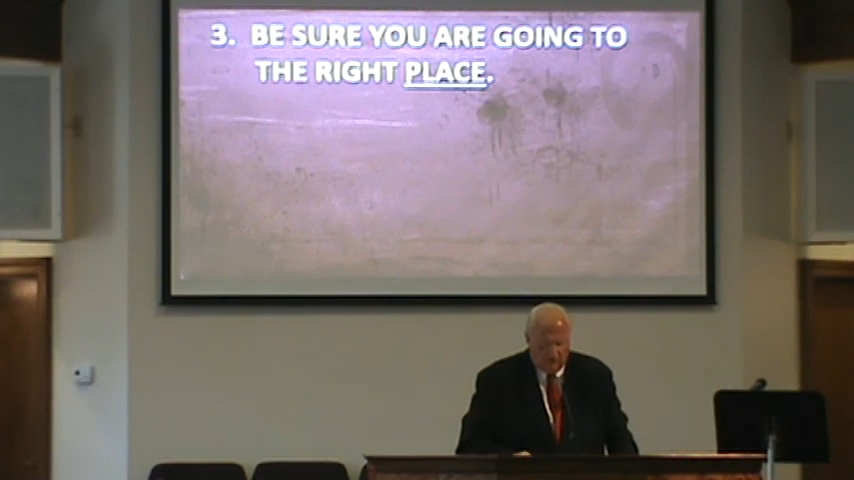 3. BE SURE YOU ARE GOING TO
THE RIGHT PLACE.